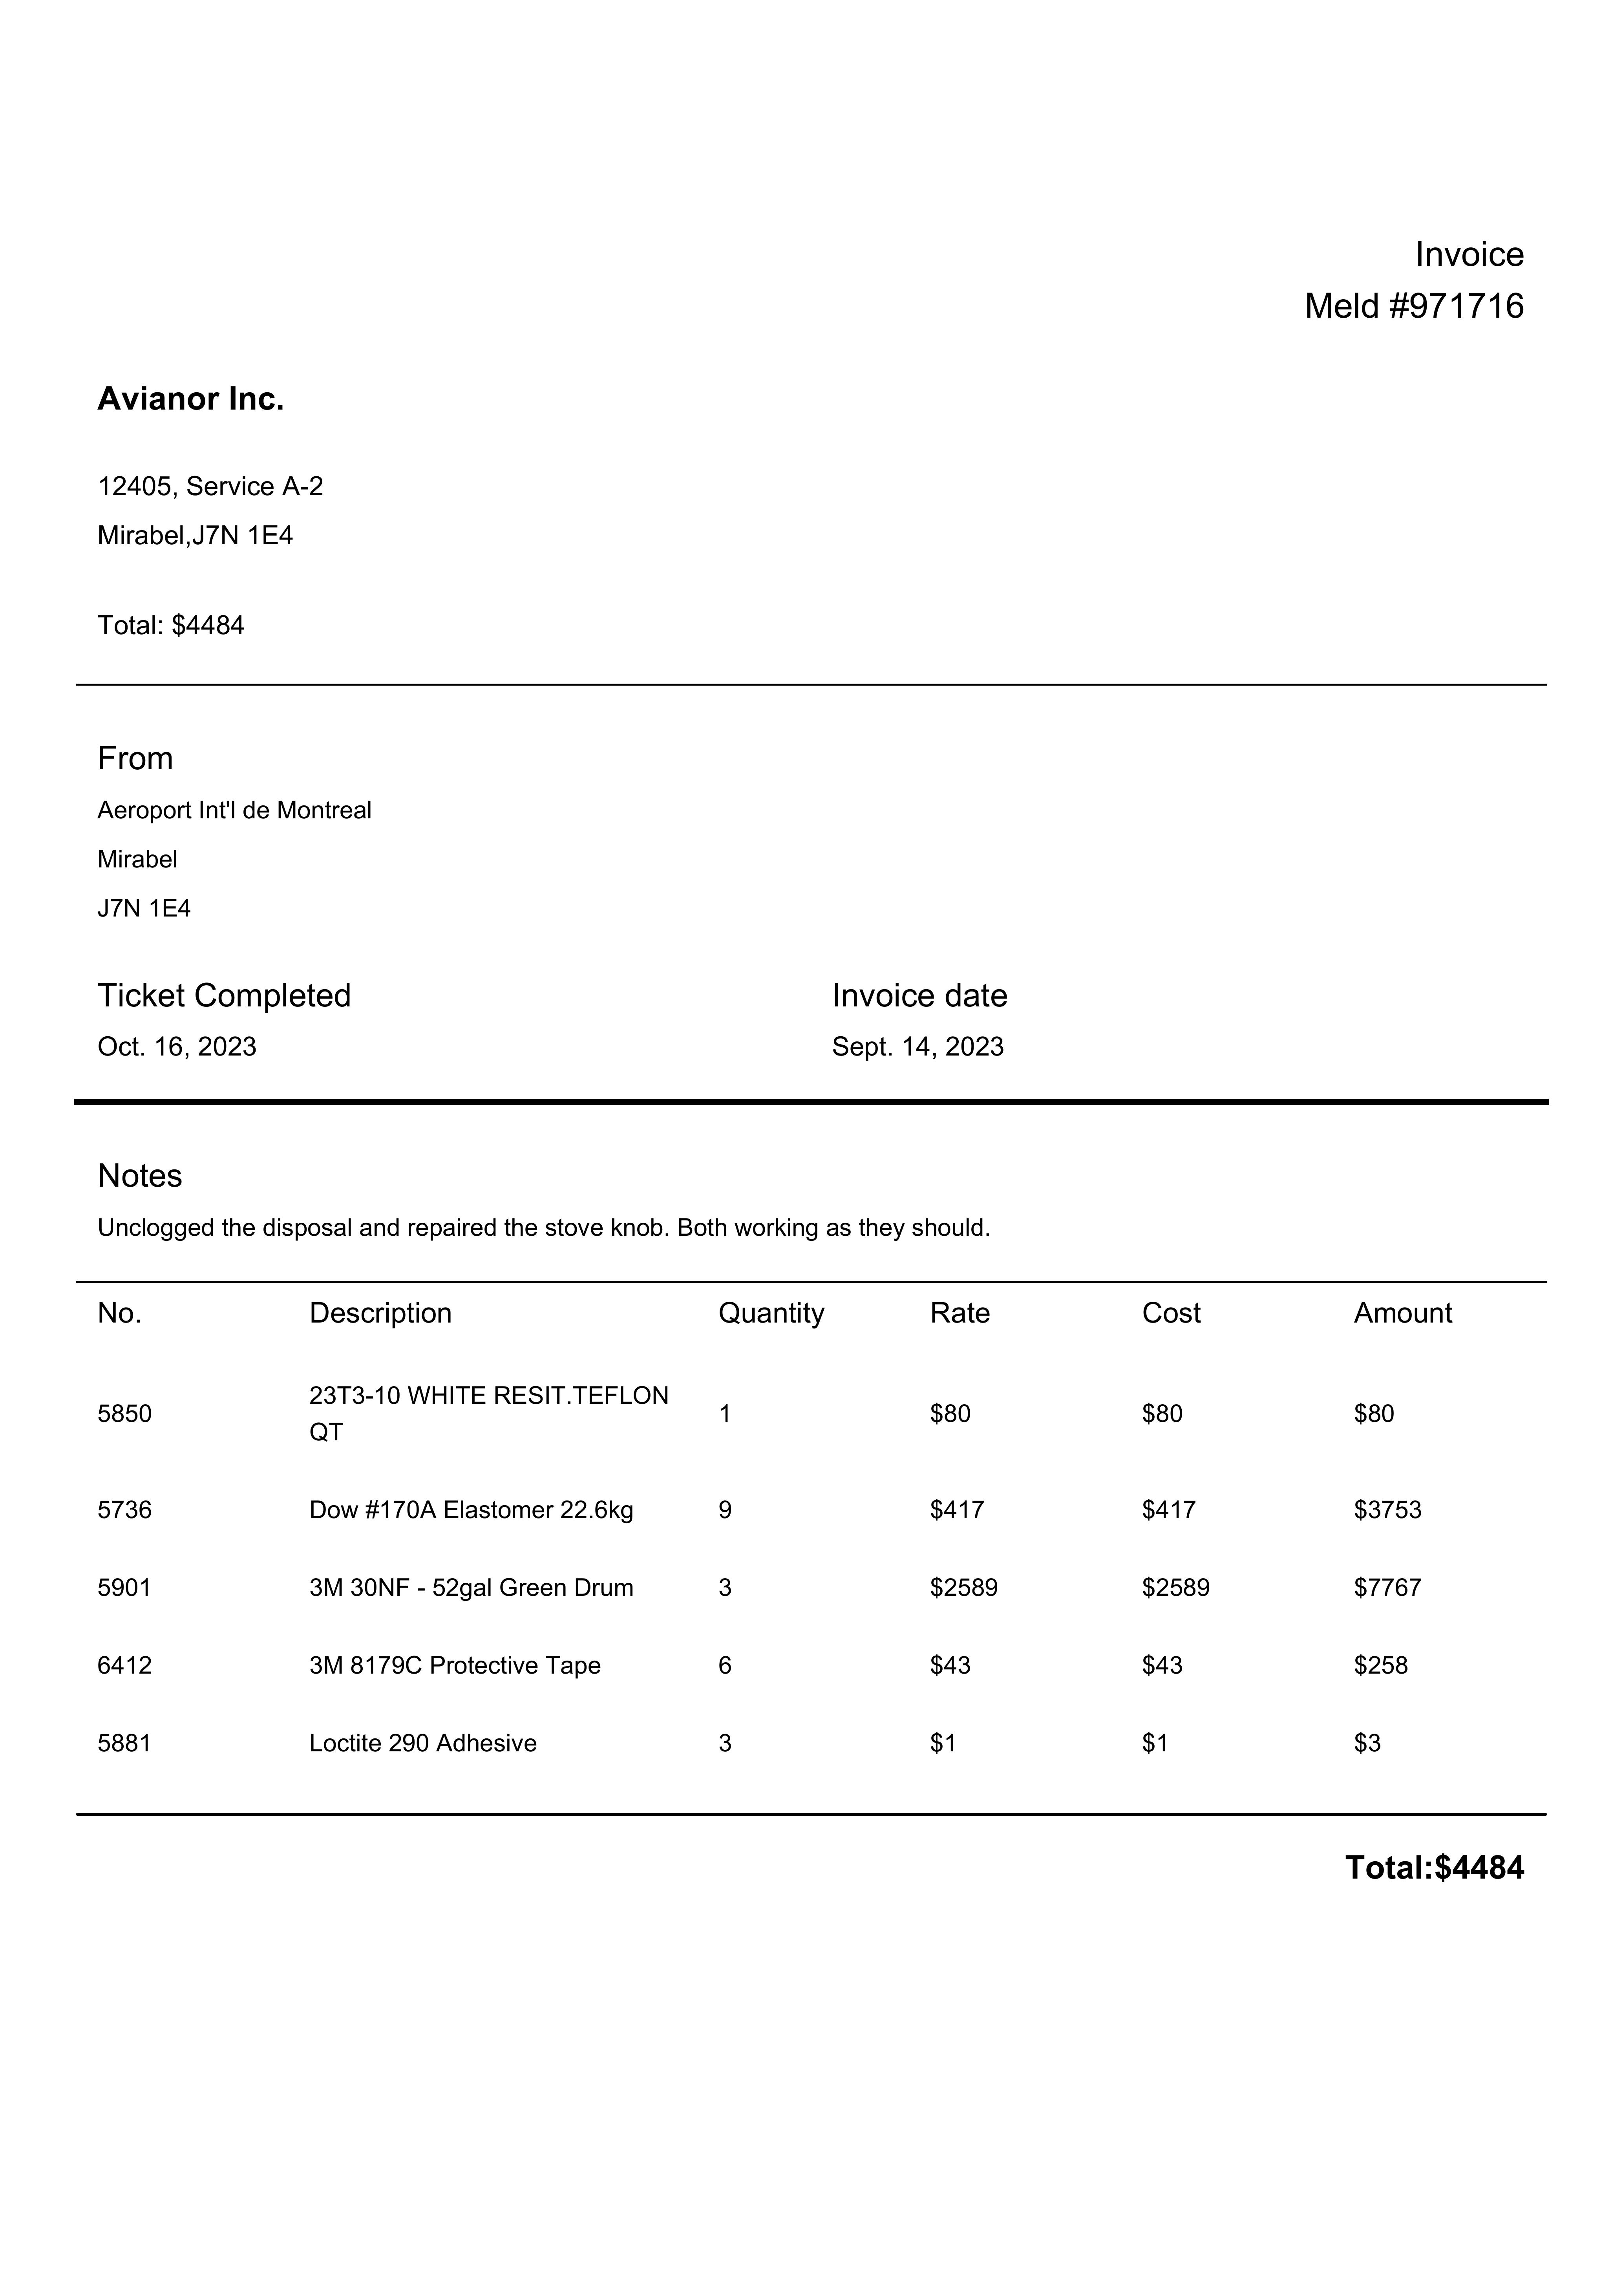 Invoice
Meld #971716
Avianor Inc.
12405, Service A-2
Mirabel,J7N 1E4
Total: $4484
From
Aeroport Int'l de Montreal
Mirabel
J7N 1E4
Ticket Completed Invoice date
Oct. 16, 2023 Sept. 14, 2023
Notes
Unclogged the disposal and repaired the stove knob. Both working as they should.
No. Description Quantity Rate Cost Amount
5850 23T3-10 WHITE RESIT.TEFLON 1 $80 $80 $80
QT
5736 Dow #170A Elastomer 22.6kg 9 $417 $417 $3753
5901 3M 30NF - 52gal Green Drum 3 $2589 $2589 $7767
6412 3M 8179C Protective Tape 6 $43 $43 $258
5881 Loctite 290 Adhesive 3 $1 $1 $3
Total:$4484